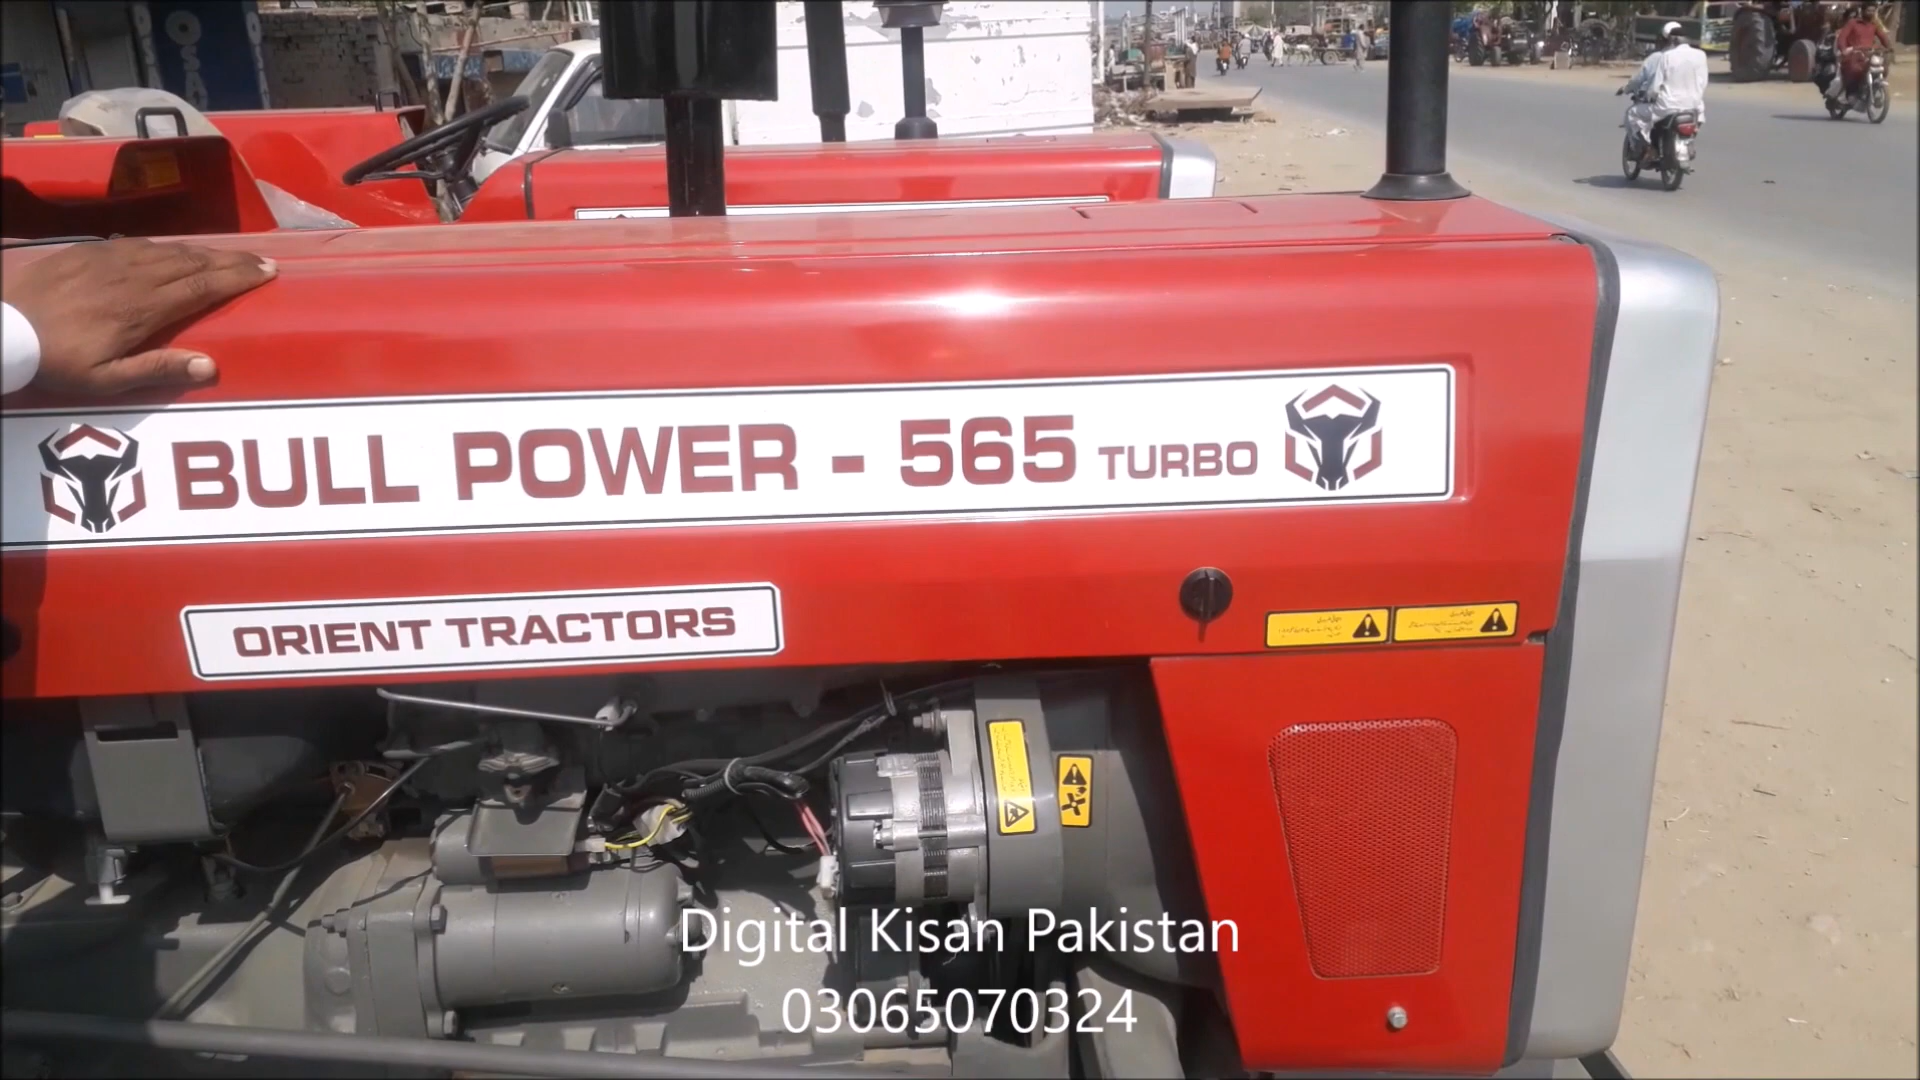 BULL POWER - 565 TURBO
ORIENT TRACTORS
Digital Kisan Pakistan
03065070324